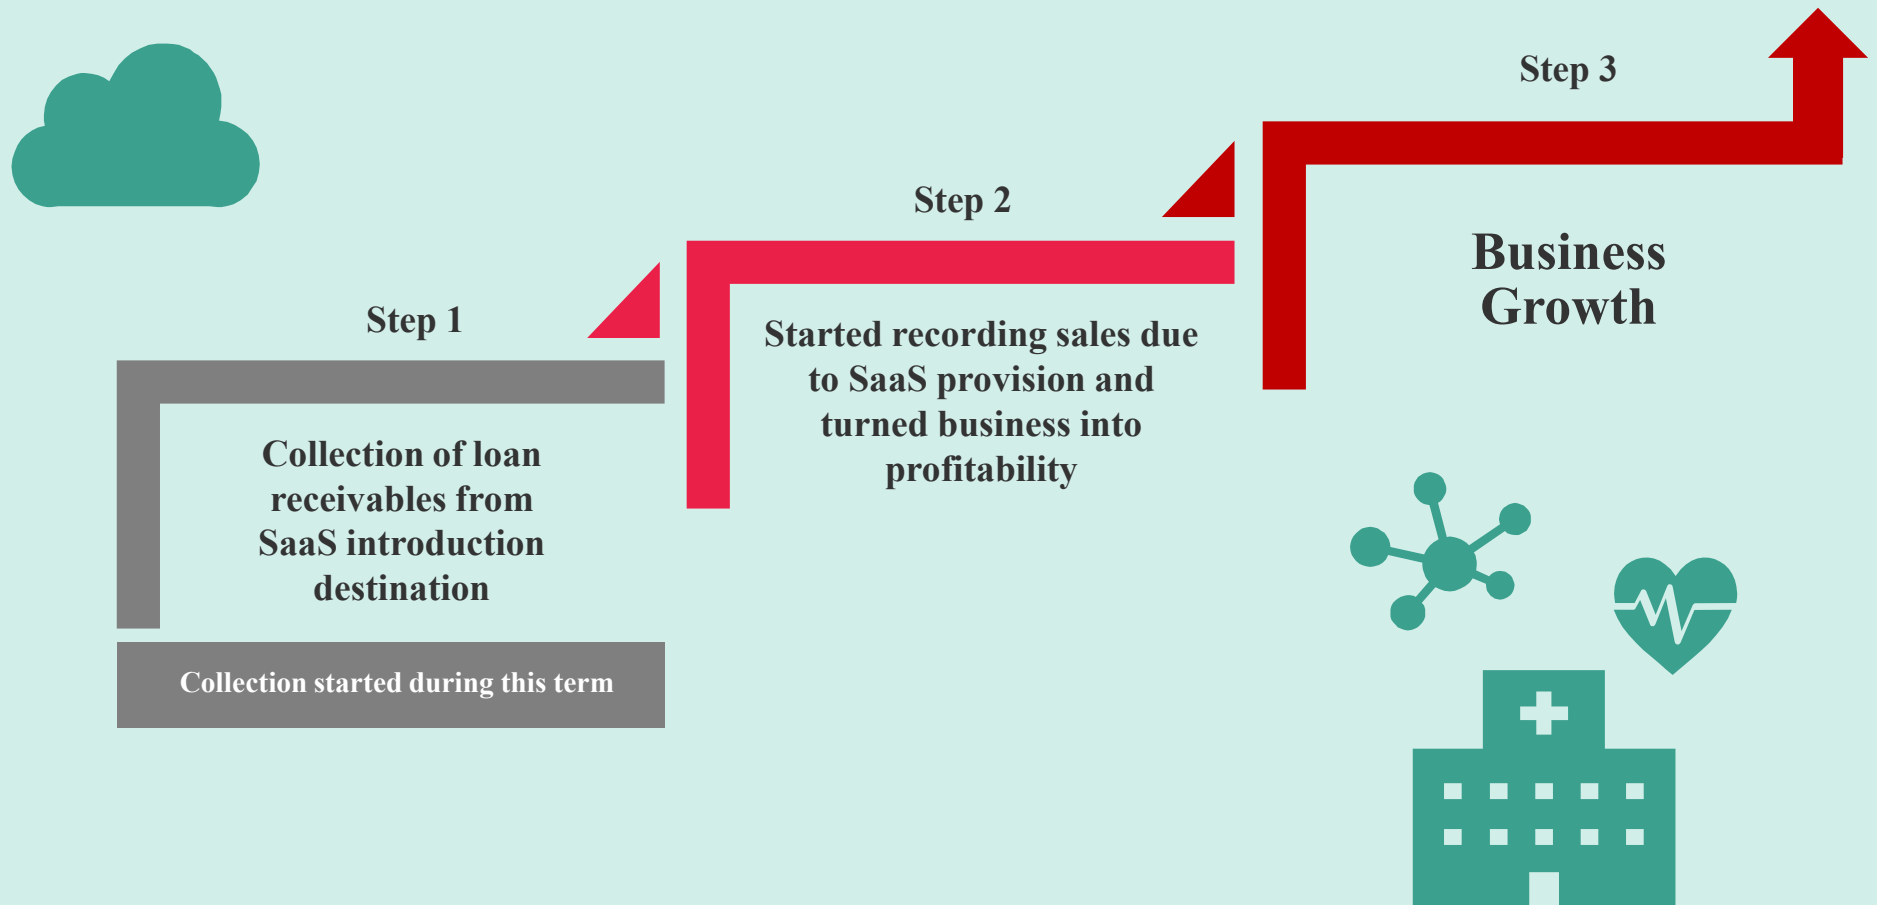 Step 1
Collection of loan
receivables from
SaaS introduction
destination
Collection started during this term
Step 2
Started recording sales due
to SaaS provision and
turned business into
profitability
Step 3
Business
Growth